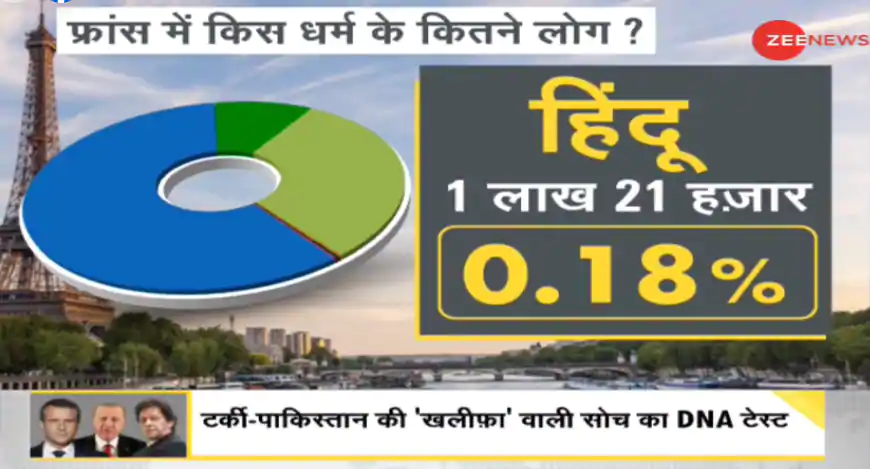 फ्रांस में किस धर्म के कितने लोग ?
ZEENEWS
हिंदू
1 लाख 21 हज़ार
0.18%
टर्की-पाकिस्तान की 'खलीफ़ा' वाली सोच का DNA टेस्ट